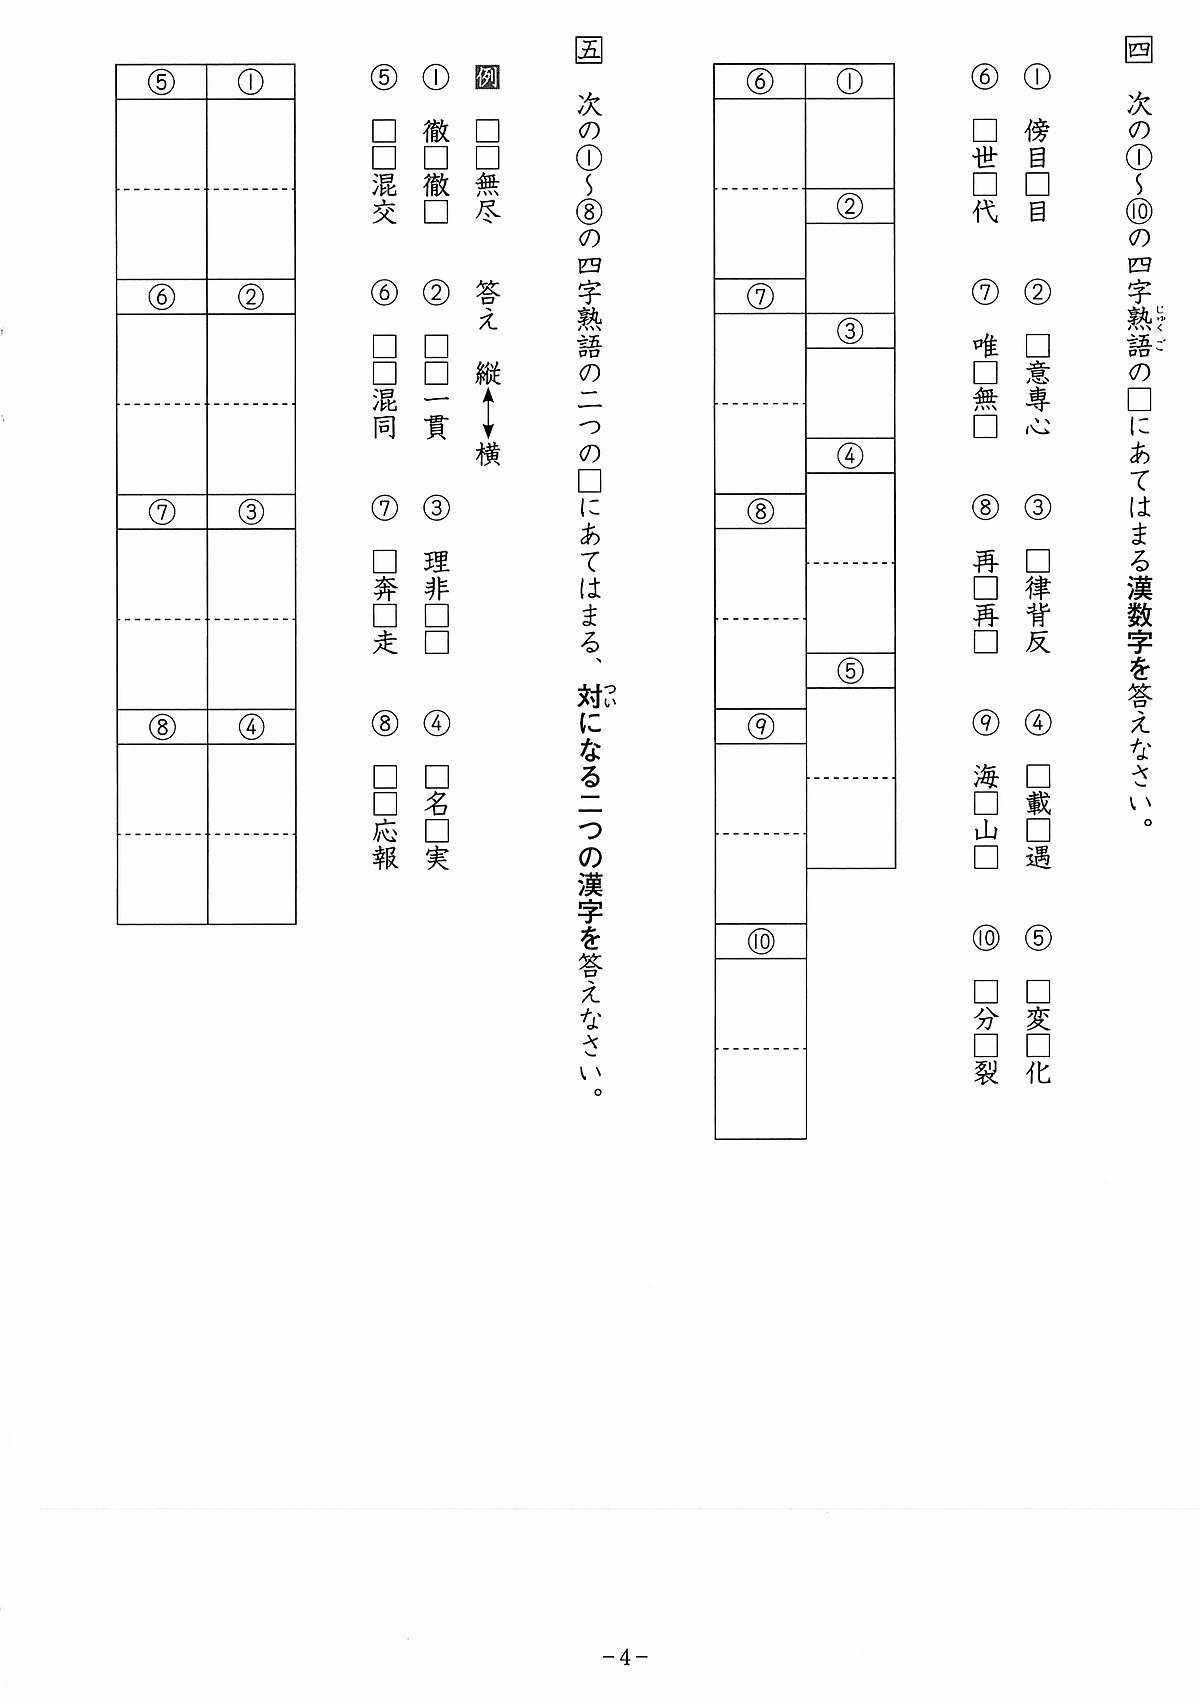 四 次の①～⑩の四字熟語の□にあてはまる漢数字を答えなさい。
じゅくご
① 傍目□目 ② □意専心 ③ □律背反 ④ □載□遇 ⑤ □変□化
⑥ □世□代 ⑦ 唯□無□ ⑧ 再□再□ ⑨ 海□山□ ⑩ □分□裂
① ② ③ ④ ⑤
⑥ ⑦ ⑧ ⑨ ⑩
五 次の①～⑧の四字熟語の二つの□にあてはまる、対になる二つの漢字を答えなさい。
つい
例 □□無尽 答え 縦↔横
① 徹□徹□ ② □□一貫 ③ 理非□□ ④ □名□実
⑤ □□混交 ⑥ □□混同 ⑦ □奔□走 ⑧ □□応報
① ② ③ ④
⑤ ⑥ ⑦ ⑧
－4－